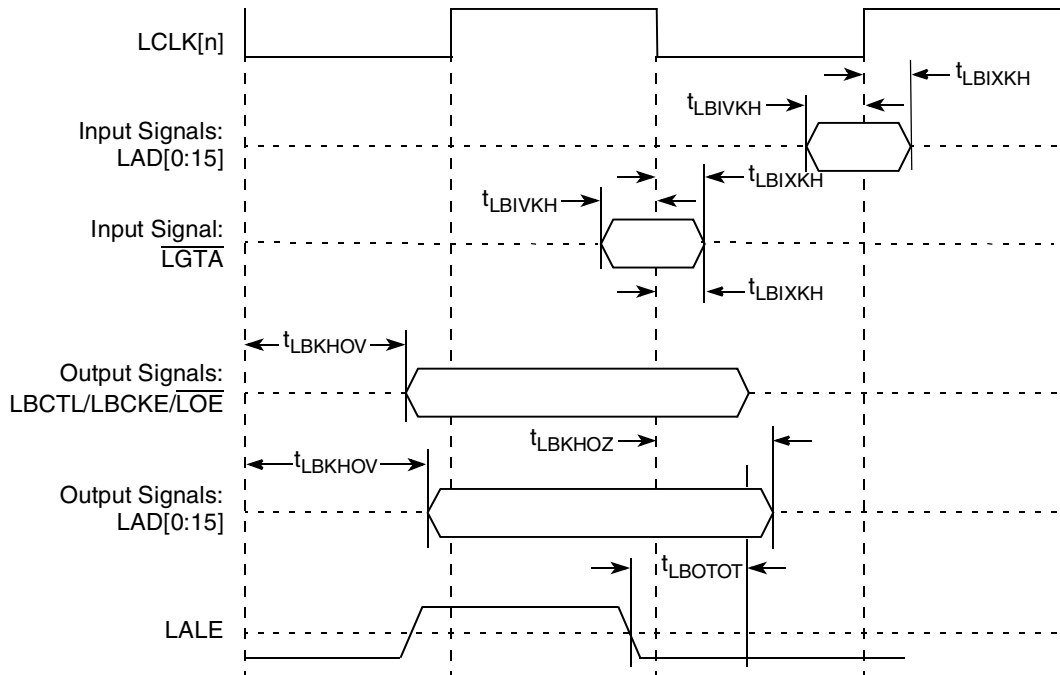 LCLK[n]
tLBIXKH
tLBIVKH
Input Signals:
LAD[0:15]
tLBIXKH
tLBIVKH
Input Signal:
LGTA
tLBIXKH
tLBKHOV
Output Signals:
LBCTL/LBCKE/LOE
tLBKHOZ
tLBKHOV
Output Signals:
LAD[0:15]
tLBOTOT
LALE